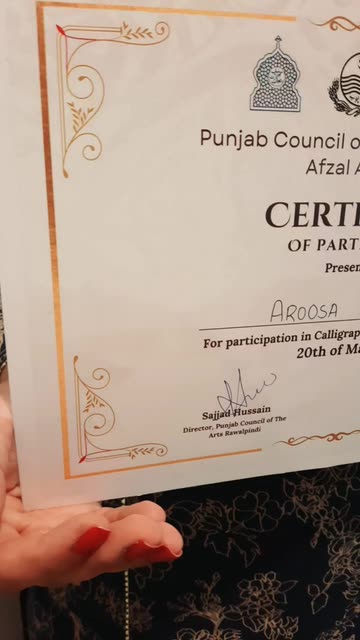 Punjab Council o
Afzal A
CERTI
OF PART
Presen
AROOSA
For participation in Calligrap
20th of Ma
Sajjad Hussain
Director, Punjab Council of The
Arts Rawalpindi